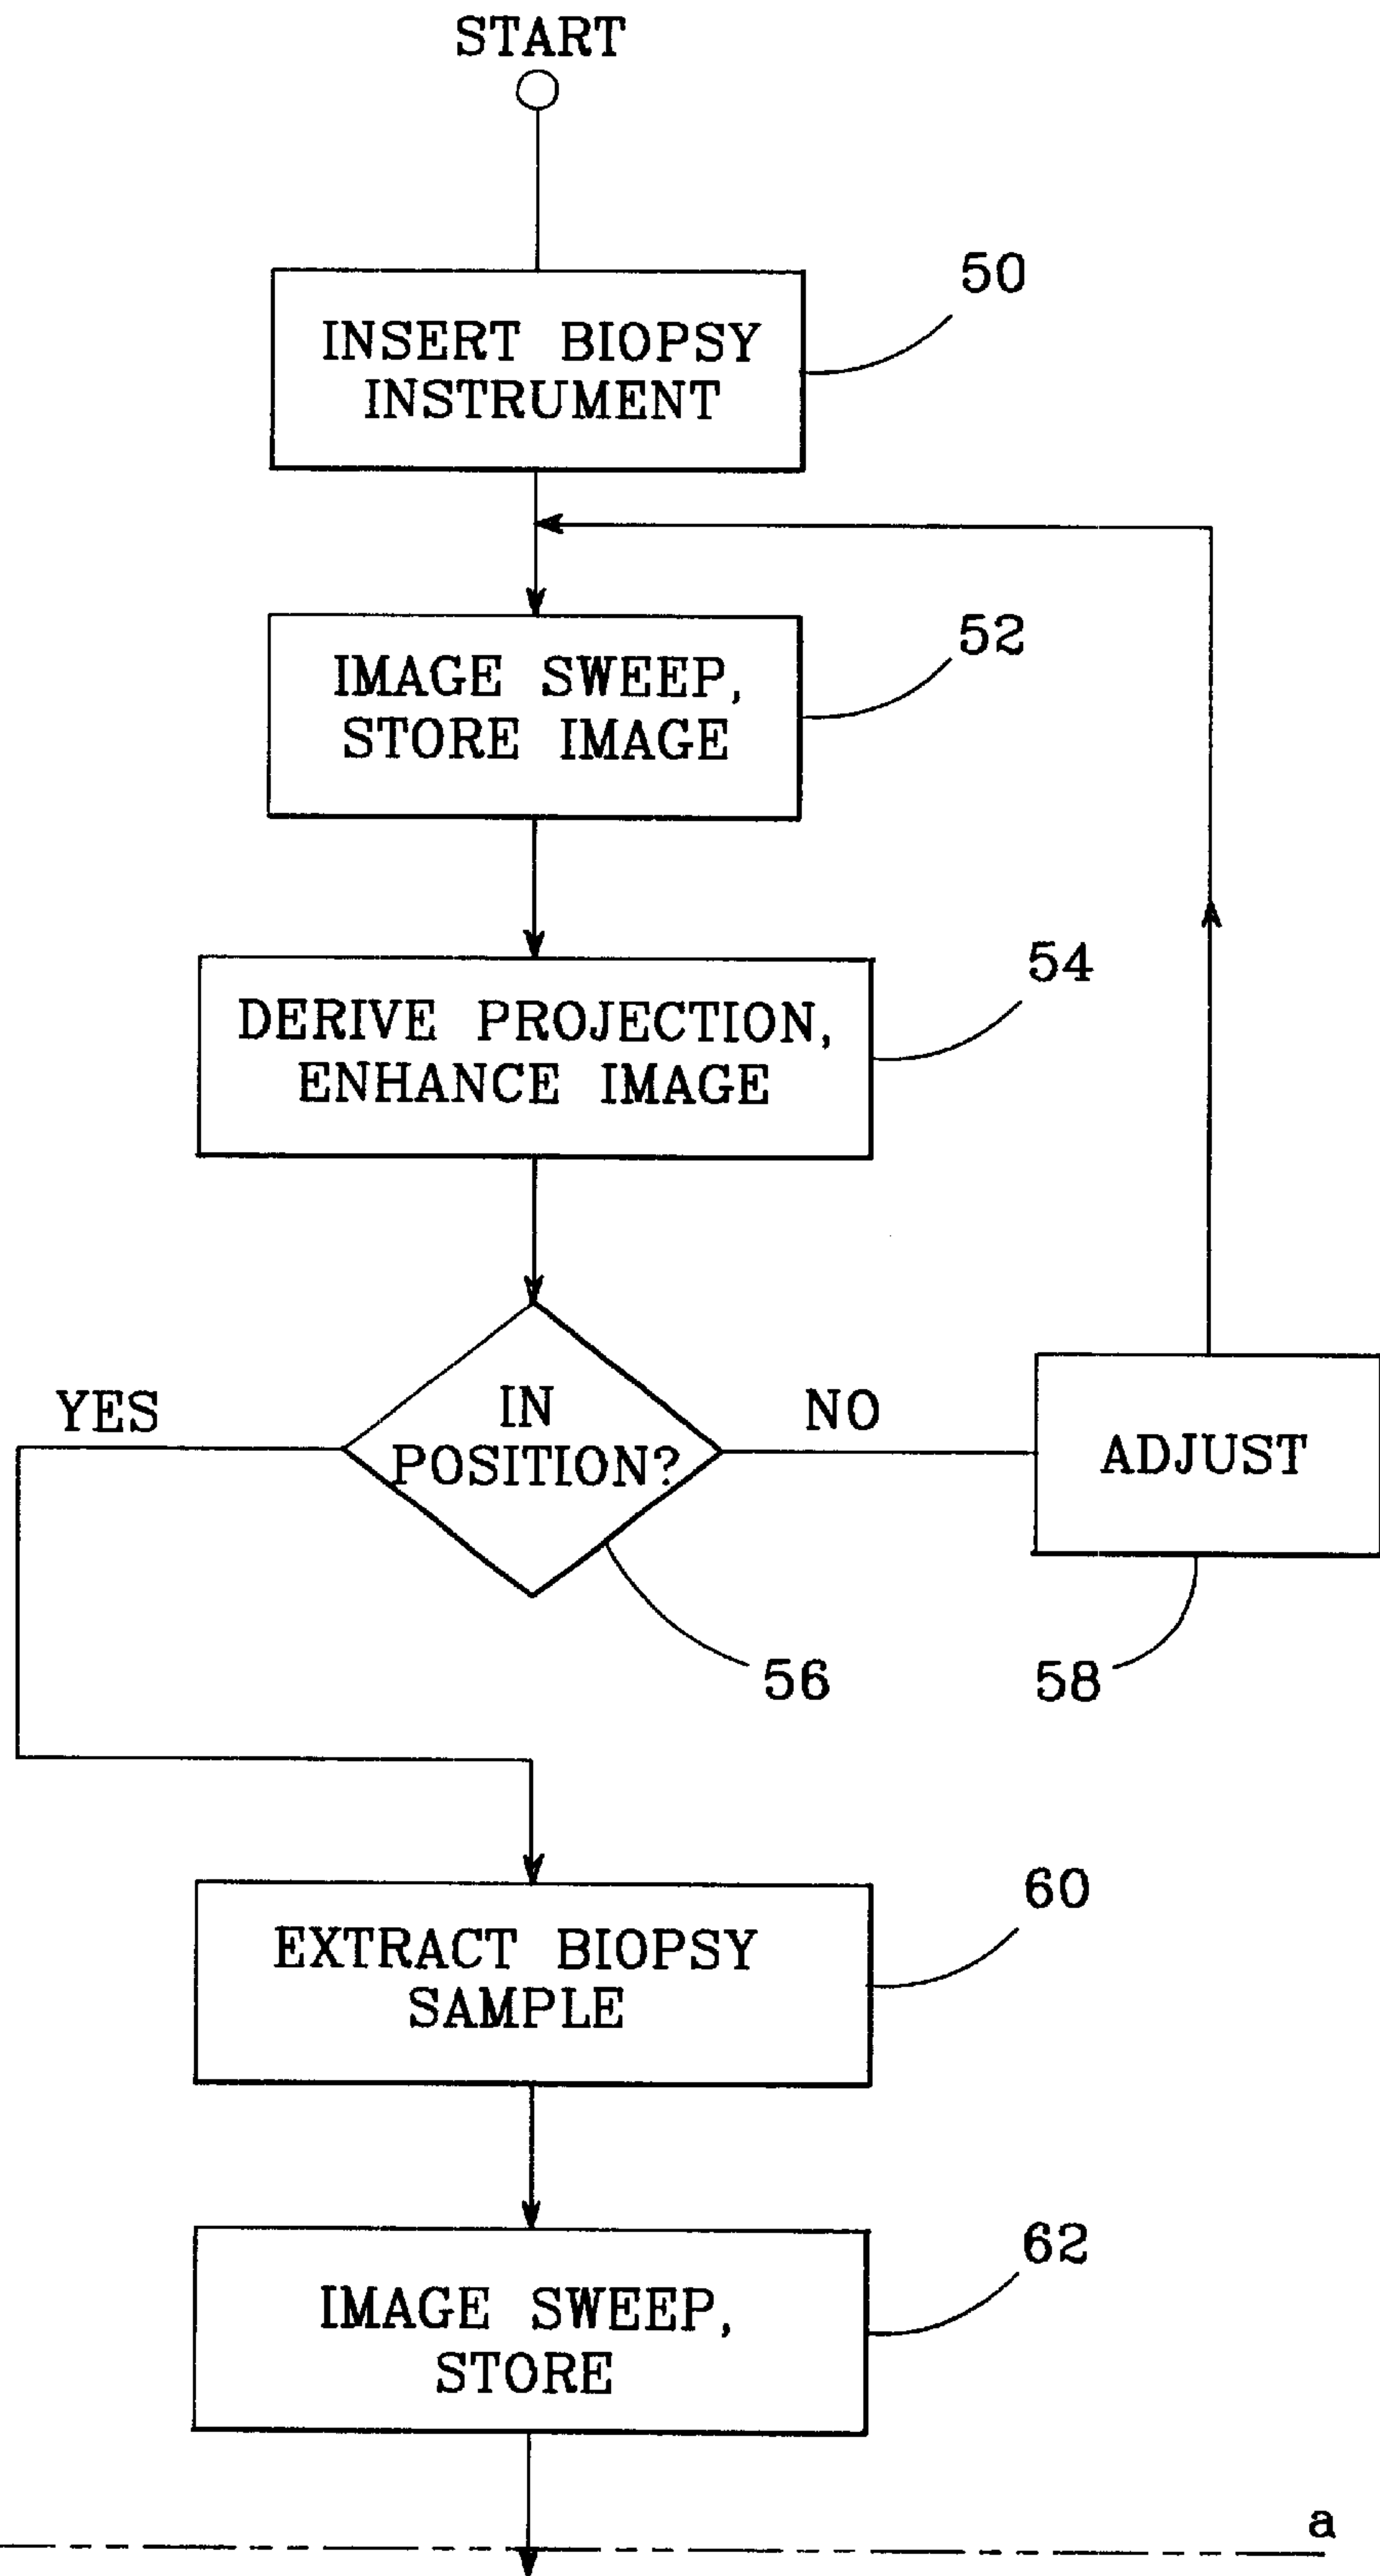 START
50
INSERT BIOPSY
INSTRUMENT
52
IMAGE SWEEP,
STORE IMAGE
54
DERIVE PROJECTION,
ENHANCE IMAGE
YES
IN
POSITION?
NO
ADJUST
56
58
60
EXTRACT BIOPSY
SAMPLE
62
IMAGE SWEEP,
STORE
a